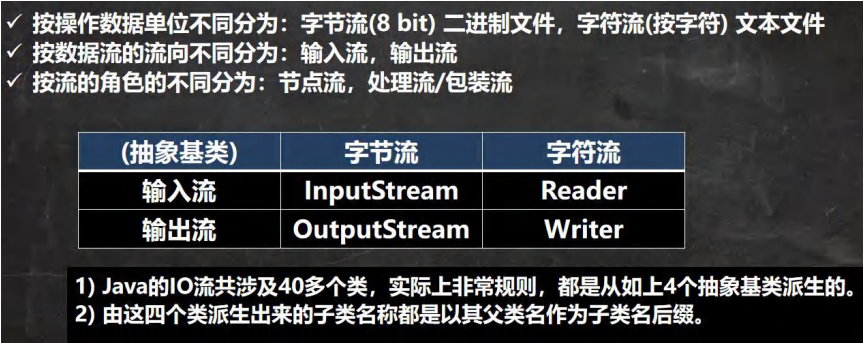 ✓ 按操作数据单位不同分为：字节流(8 bit) 二进制文件，字符流(按字符) 文本文件
✓ 按数据流的流向不同分为：输入流，输出流
✓ 按流的角色的不同分为：节点流，处理流/包装流
(抽象基类) 字节流 字符流
输入流 InputStream Reader
输出流 OutputStream Writer
1) Java的IO流共涉及40多个类，实际上非常规则，都是从如上4个抽象基类派生的。
2) 由这四个类派生出来的子类名称都是以其父类名作为子类名后缀。